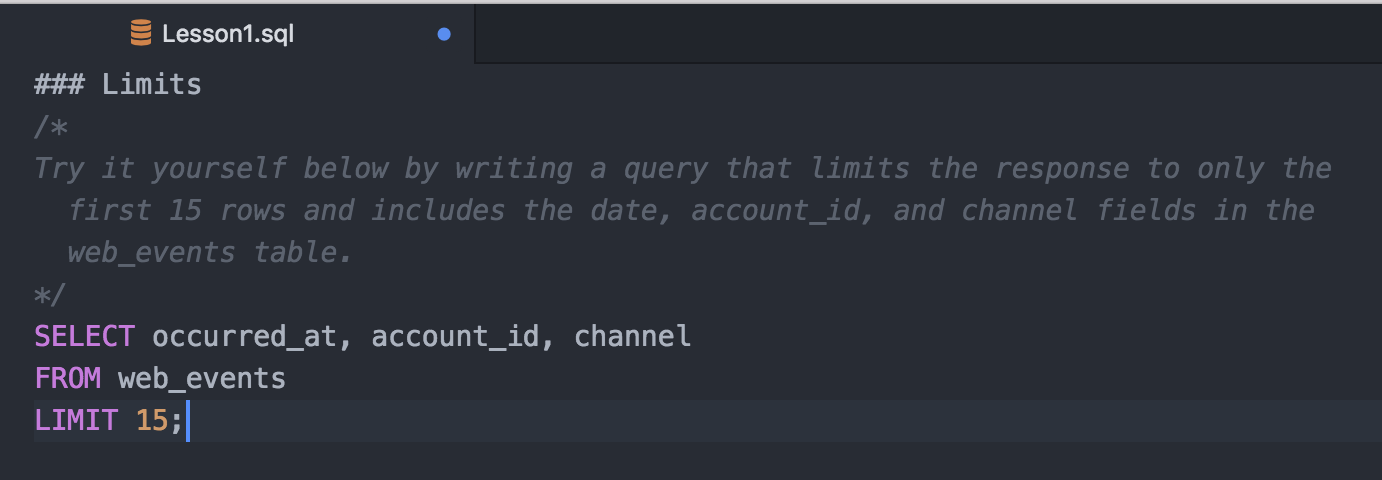 Lesson1.sql
### Limits
/*
Try it yourself below by writing a query that limits the response to only the
first 15 rows and includes the date, account_id, and channel fields in the
web_events table.
*/
SELECT occurred_at, account_id, channel
FROM web_events
LIMIT 15;